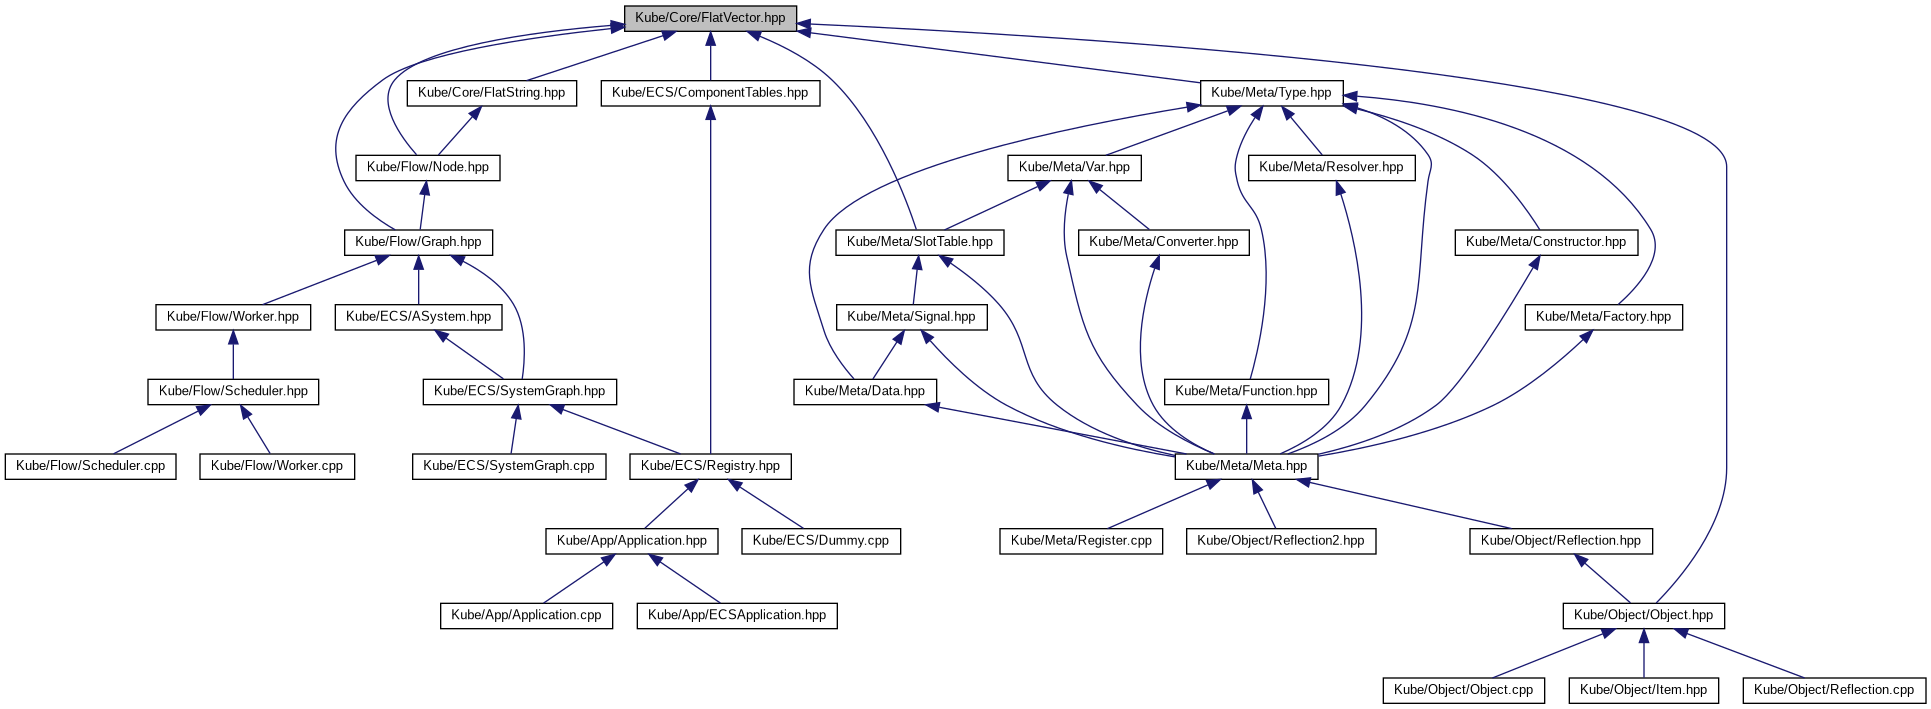 Kube/Core/FlatVector.hpp
Kube/Core/FlatString.hpp
Kube/ECS/ComponentTables.hpp
Kube/Meta/Type.hpp
Kube/Flow/Node.hpp
Kube/Meta/Var.hpp
Kube/Meta/Resolver.hpp
Kube/Flow/Graph.hpp
Kube/Meta/SlotTable.hpp
Kube/Meta/Converter.hpp
Kube/Meta/Constructor.hpp
Kube/Flow/Worker.hpp
Kube/ECS/ASystem.hpp
Kube/Meta/Signal.hpp
Kube/Meta/Factory.hpp
Kube/Flow/Scheduler.hpp
Kube/ECS/SystemGraph.hpp
Kube/Meta/Data.hpp
Kube/Meta/Function.hpp
Kube/Flow/Scheduler.cpp
Kube/Flow/Worker.cpp
Kube/ECS/SystemGraph.cpp
Kube/ECS/Registry.hpp
Kube/Meta/Meta.hpp
Kube/App/Application.hpp
Kube/ECS/Dummy.cpp
Kube/Meta/Register.cpp
Kube/Object/Reflection2.hpp
Kube/Object/Reflection.hpp
Kube/App/Application.cpp
Kube/App/ECSApplication.hpp
Kube/Object/Object.hpp
Kube/Object/Object.cpp
Kube/Object/Item.hpp
Kube/Object/Reflection.cpp